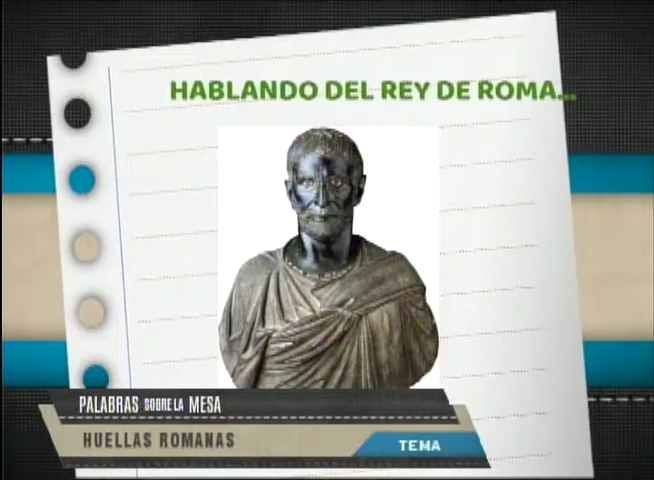 HABLANDO DEL REY DE ROMA...
PALABRAS SOBRE LA MESA
HUELLAS ROMANAS
TEMA